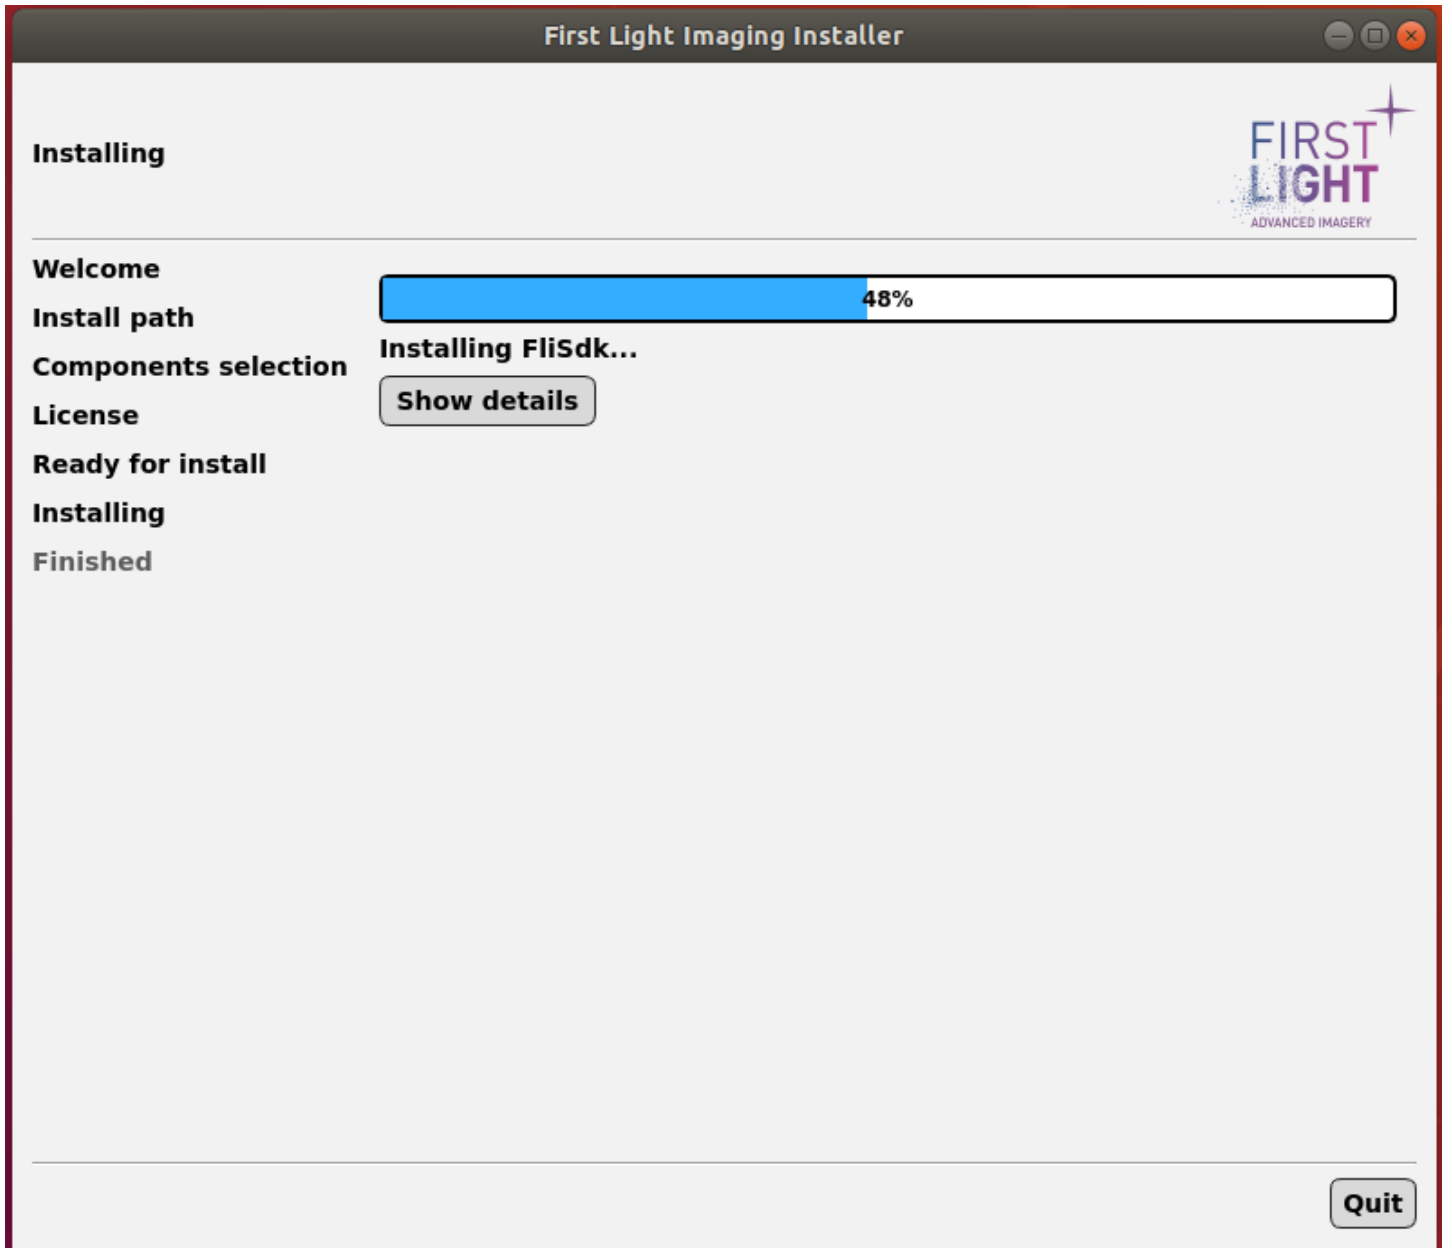 First Light Imaging Installer
Installing
FIRST
LIGHT
ADVANCED IMAGERY
Welcome
Install path
Components selection
License
Ready for install
Installing
Finished
48%
Installing FliSdk...
Show details
Quit